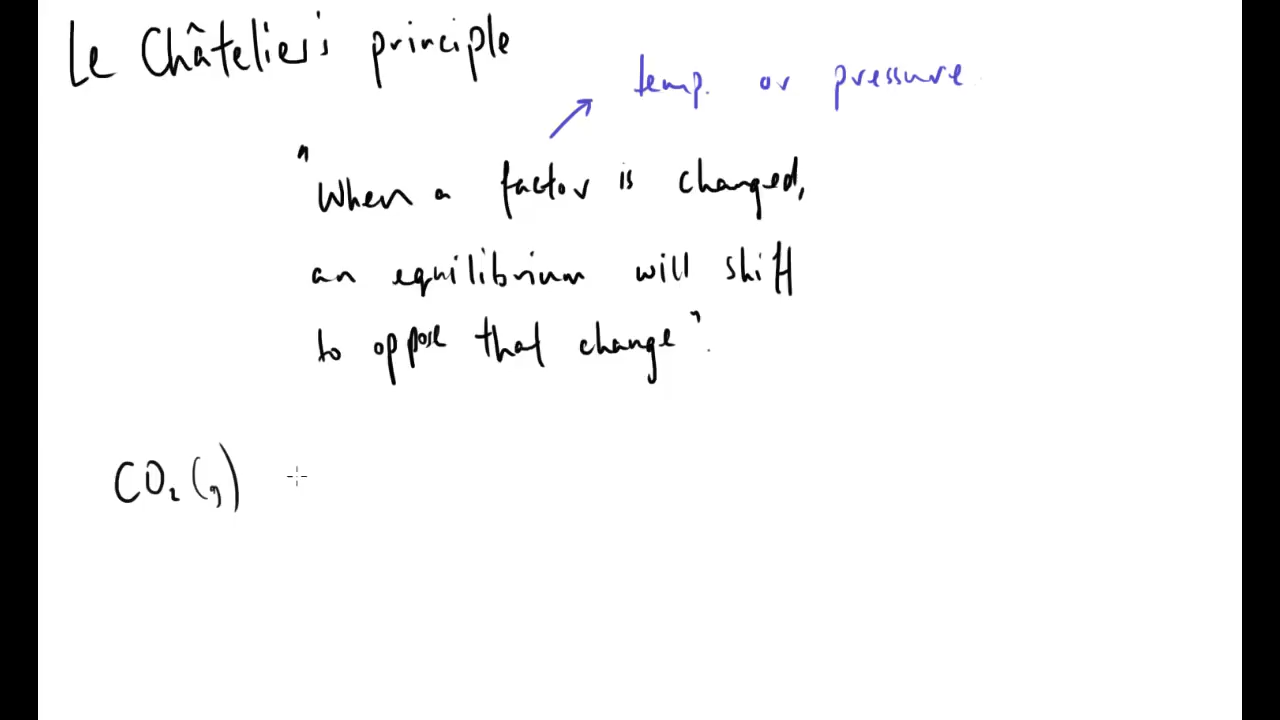 Le Châtelier's principle
temp. or pressure
"When a factor is changed,
an equilibrium will shift
to oppose that change".
CO₂(g)